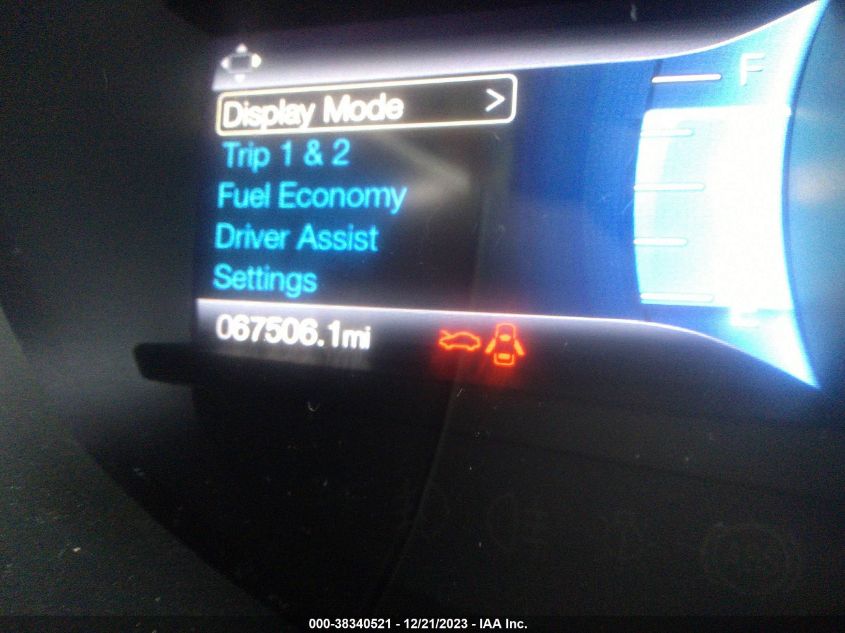 Display Mode >
F
Trip 1 & 2
Fuel Economy
Driver Assist
Settings
067506.1mi
000-38340521 - 12/21/2023 - IAA Inc.